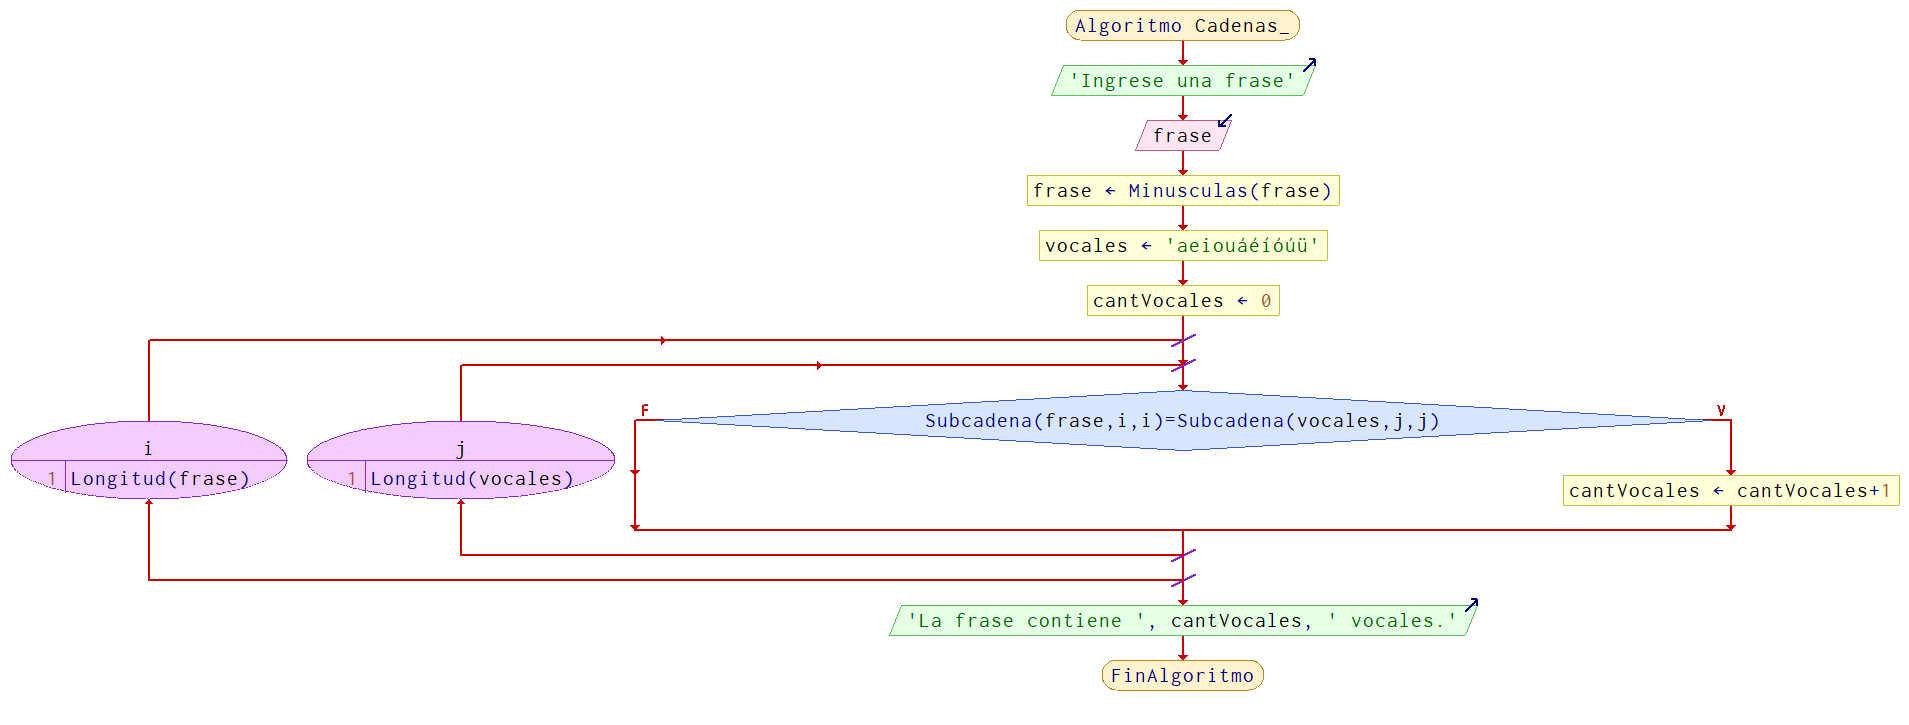 Algoritmo Cadenas_
'Ingrese una frase'
frase
frase ← Minusculas(frase)
vocales ← 'aeiouáéíóúü'
cantVocales ← 0
i
1 Longitud(frase)
j
1 Longitud(vocales)
Subcadena(frase,i,i)=Subcadena(vocales,j,j)
F
V
cantVocales ← cantVocales+1
'La frase contiene ', cantVocales, ' vocales.'
FinAlgoritmo